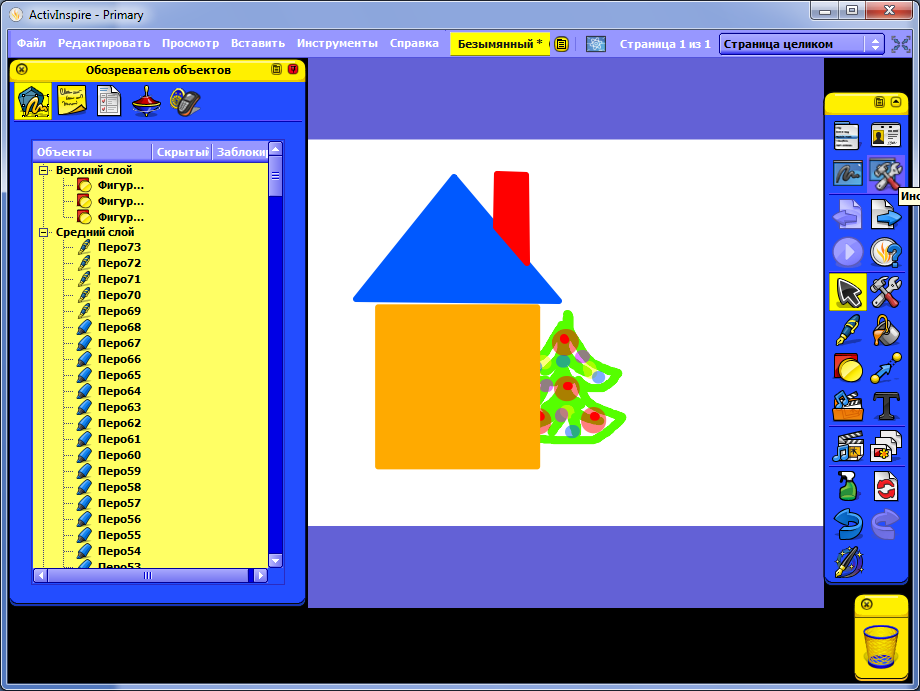 ActivInspire - Primary
Файл Редактировать Просмотр Вставить Инструменты Справка Безымянный * Страница 1 из 1 Страница целиком
Обозреватель объектов
Объекты Скрытый Заблокир
Верхний слой
Фигур...
Фигур...
Фигур...
Средний слой
Перо73
Перо72
Перо71
Перо70
Перо69
Перо68
Перо67
Перо66
Перо65
Перо64
Перо63
Перо62
Перо61
Перо60
Перо59
Перо58
Перо57
Перо56
Перо55
Перо54
Перо53
Инс